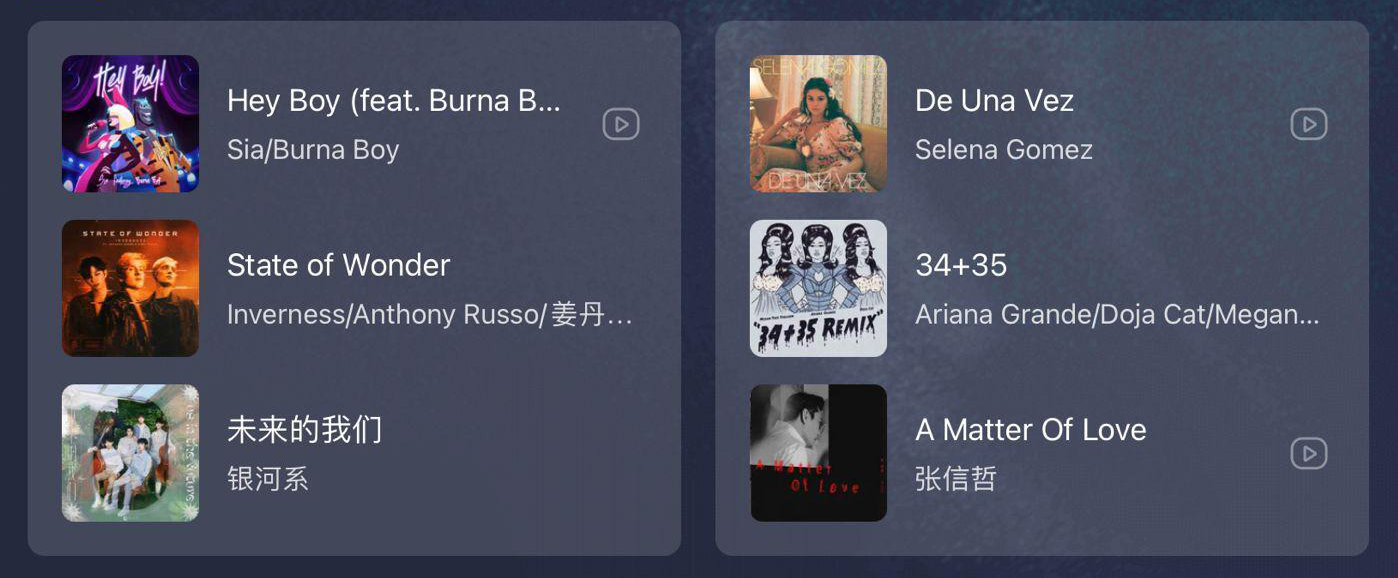 Hey Boy!
Hey Boy (feat. Burna B...
Sia/Burna Boy
STATE OF WONDER
INVERNESS
State of Wonder
Inverness/Anthony Russo/姜丹...
未来的我们
银河系
SELENA GOMEZ
DE UNA VEZ
De Una Vez
Selena Gomez
"34+35 REMIX"
34+35
Ariana Grande/Doja Cat/Megan...
A Matter
Of Love
A Matter Of Love
张信哲